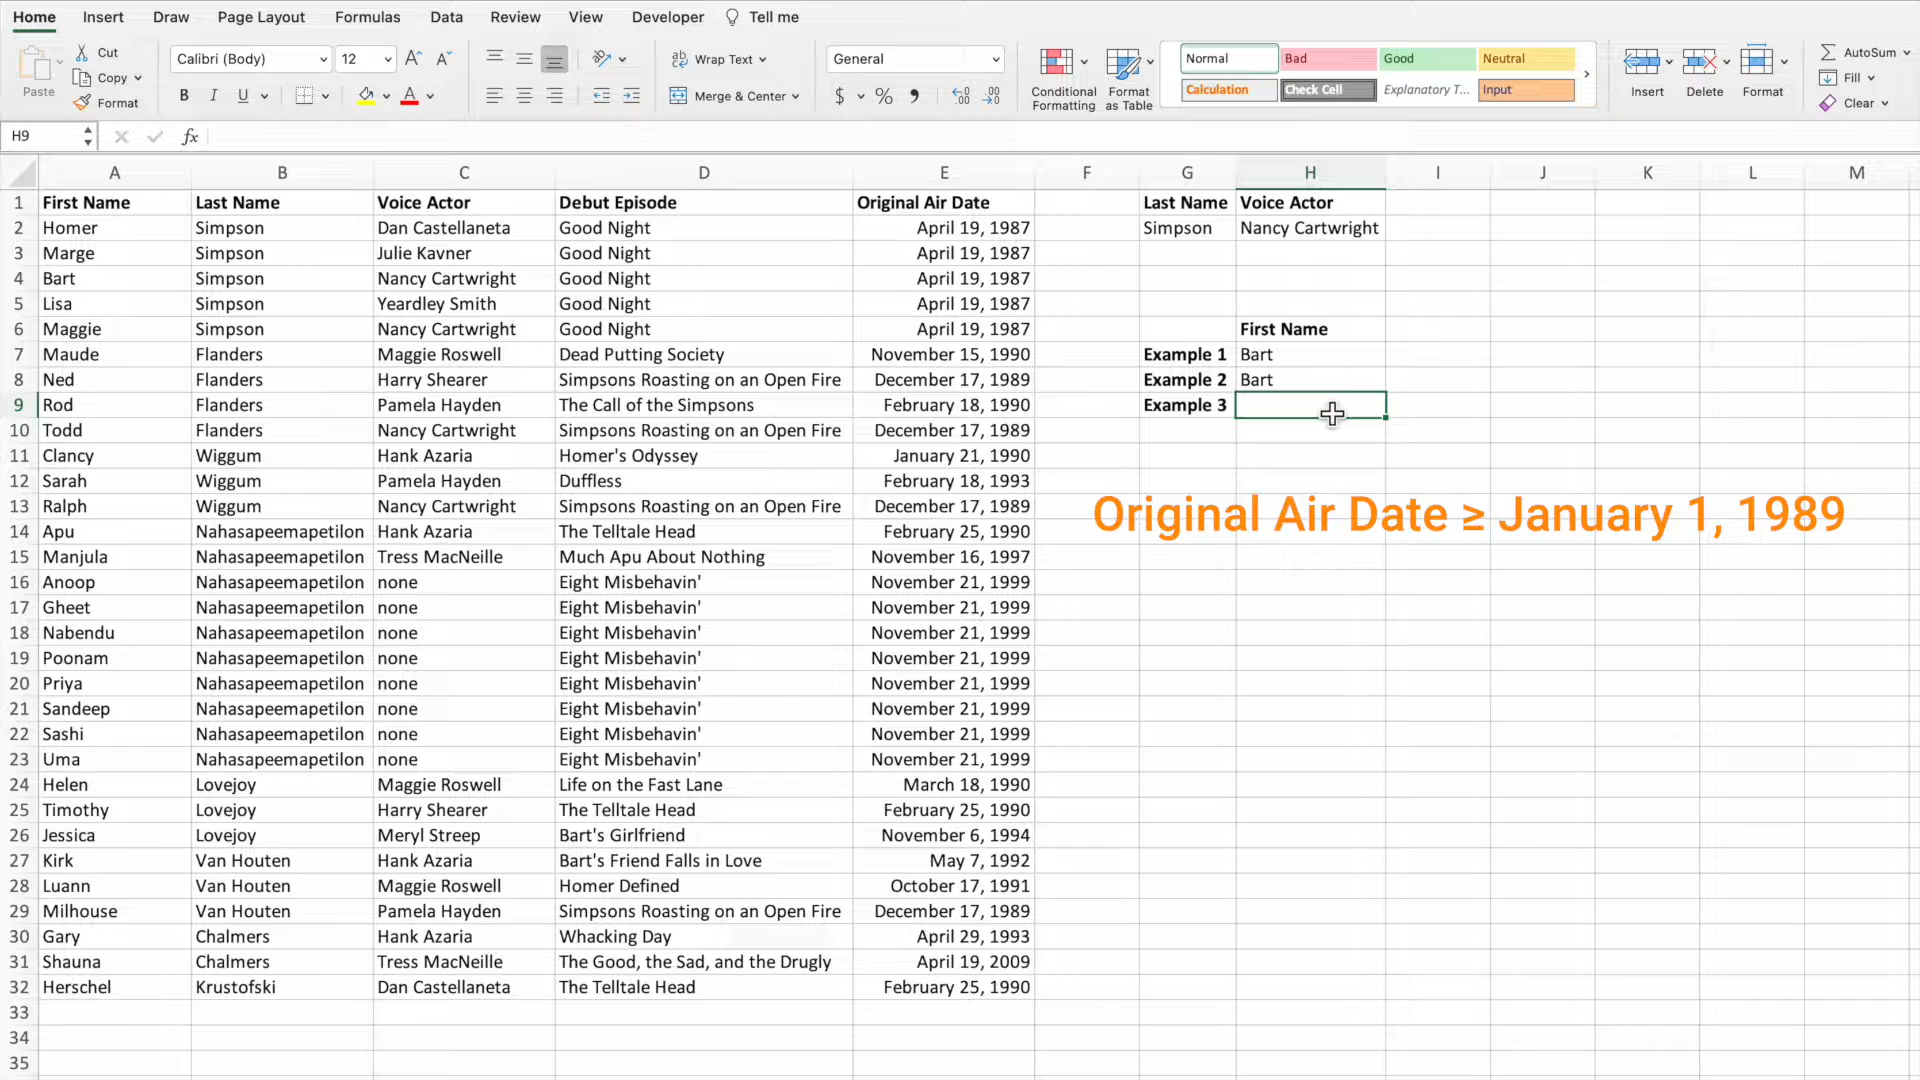 Home Insert Draw Page Layout Formulas Data Review View Developer Tell me
Paste
Cut
Copy
Format
Calibri (Body) 12 A^ A˅
B I U A
ab Wrap Text
Merge & Center
General
$ % 9 .00
Conditional Formatting
Format as Table
Normal Bad Good Neutral
Calculation Check Cell Explanatory T... Input
Insert Delete Format
AutoSum
Fill
Clear
H9 fx
A B C D E F G H I J K L M
1 First Name Last Name Voice Actor Debut Episode Original Air Date Last Name Voice Actor
2 Homer Simpson Dan Castellaneta Good Night April 19, 1987 Simpson Nancy Cartwright
3 Marge Simpson Julie Kavner Good Night April 19, 1987
4 Bart Simpson Nancy Cartwright Good Night April 19, 1987
5 Lisa Simpson Yeardley Smith Good Night April 19, 1987
6 Maggie Simpson Nancy Cartwright Good Night April 19, 1987 First Name
7 Maude Flanders Maggie Roswell Dead Putting Society November 15, 1990 Example 1 Bart
8 Ned Flanders Harry Shearer Simpsons Roasting on an Open Fire December 17, 1989 Example 2 Bart
9 Rod Flanders Pamela Hayden The Call of the Simpsons February 18, 1990 Example 3
10 Todd Flanders Nancy Cartwright Simpsons Roasting on an Open Fire December 17, 1989
11 Clancy Wiggum Hank Azaria Homer's Odyssey January 21, 1990
12 Sarah Wiggum Pamela Hayden Duffless February 18, 1993
13 Ralph Wiggum Nancy Cartwright Simpsons Roasting on an Open Fire December 17, 1989
Original Air Date ≥ January 1, 1989
14 Apu Nahasapeemapetilon Hank Azaria The Telltale Head February 25, 1990
15 Manjula Nahasapeemapetilon Tress MacNeille Much Apu About Nothing November 16, 1997
16 Anoop Nahasapeemapetilon none Eight Misbehavin' November 21, 1999
17 Gheet Nahasapeemapetilon none Eight Misbehavin' November 21, 1999
18 Nabendu Nahasapeemapetilon none Eight Misbehavin' November 21, 1999
19 Poonam Nahasapeemapetilon none Eight Misbehavin' November 21, 1999
20 Priya Nahasapeemapetilon none Eight Misbehavin' November 21, 1999
21 Sandeep Nahasapeemapetilon none Eight Misbehavin' November 21, 1999
22 Sashi Nahasapeemapetilon none Eight Misbehavin' November 21, 1999
23 Uma Nahasapeemapetilon none Eight Misbehavin' November 21, 1999
24 Helen Lovejoy Maggie Roswell Life on the Fast Lane March 18, 1990
25 Timothy Lovejoy Harry Shearer The Telltale Head February 25, 1990
26 Jessica Lovejoy Meryl Streep Bart's Girlfriend November 6, 1994
27 Kirk Van Houten Hank Azaria Bart's Friend Falls in Love May 7, 1992
28 Luann Van Houten Maggie Roswell Homer Defined October 17, 1991
29 Milhouse Van Houten Pamela Hayden Simpsons Roasting on an Open Fire December 17, 1989
30 Gary Chalmers Hank Azaria Whacking Day April 29, 1993
31 Shauna Chalmers Tress MacNeille The Good, the Sad, and the Drugly April 19, 2009
32 Herschel Krustofski Dan Castellaneta The Telltale Head February 25, 1990
33
34
35